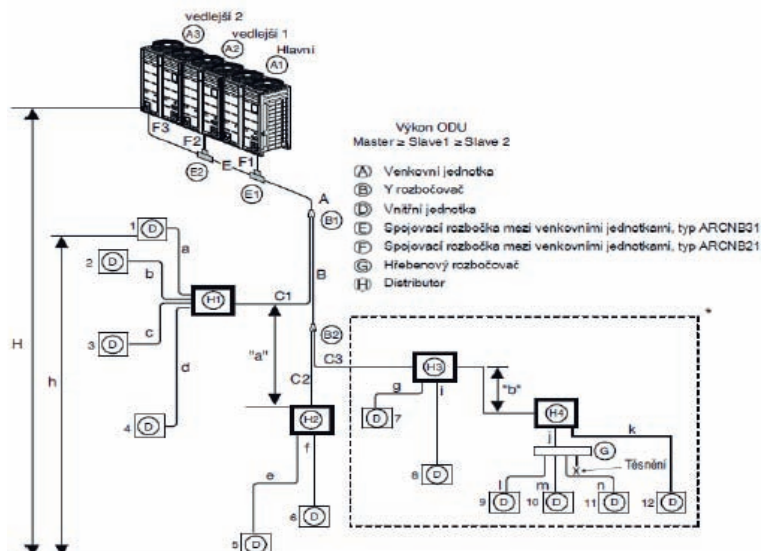 vedlejší 2
A3
vedlejší 1
A2
Hlavní
A1
F3
F2
F1
E
E2
E1
A
B1
Výkon ODU
Master ≥ Slave1 ≥ Slave 2
A Venkovní jednotka
B Y rozbočovač
D Vnitřní jednotka
E Spojovací rozbočka mezi venkovními jednotkami, typ ARCNB31
F Spojovací rozbočka mezi venkovními jednotkami, typ ARCNB21
G Hřebenový rozbočovač
H Distributor
1 D
a
2 D
b
H1
C1
B
B2
3 D
c
d
4 D
H
h
"a"
C2
C3
*
H3
g
i
"b"
D 7
H4
H2
j
k
G
Těsnění
8 D
f
e
l
m
n
9 D
10 D
11 D
12 D
6 D
5 D